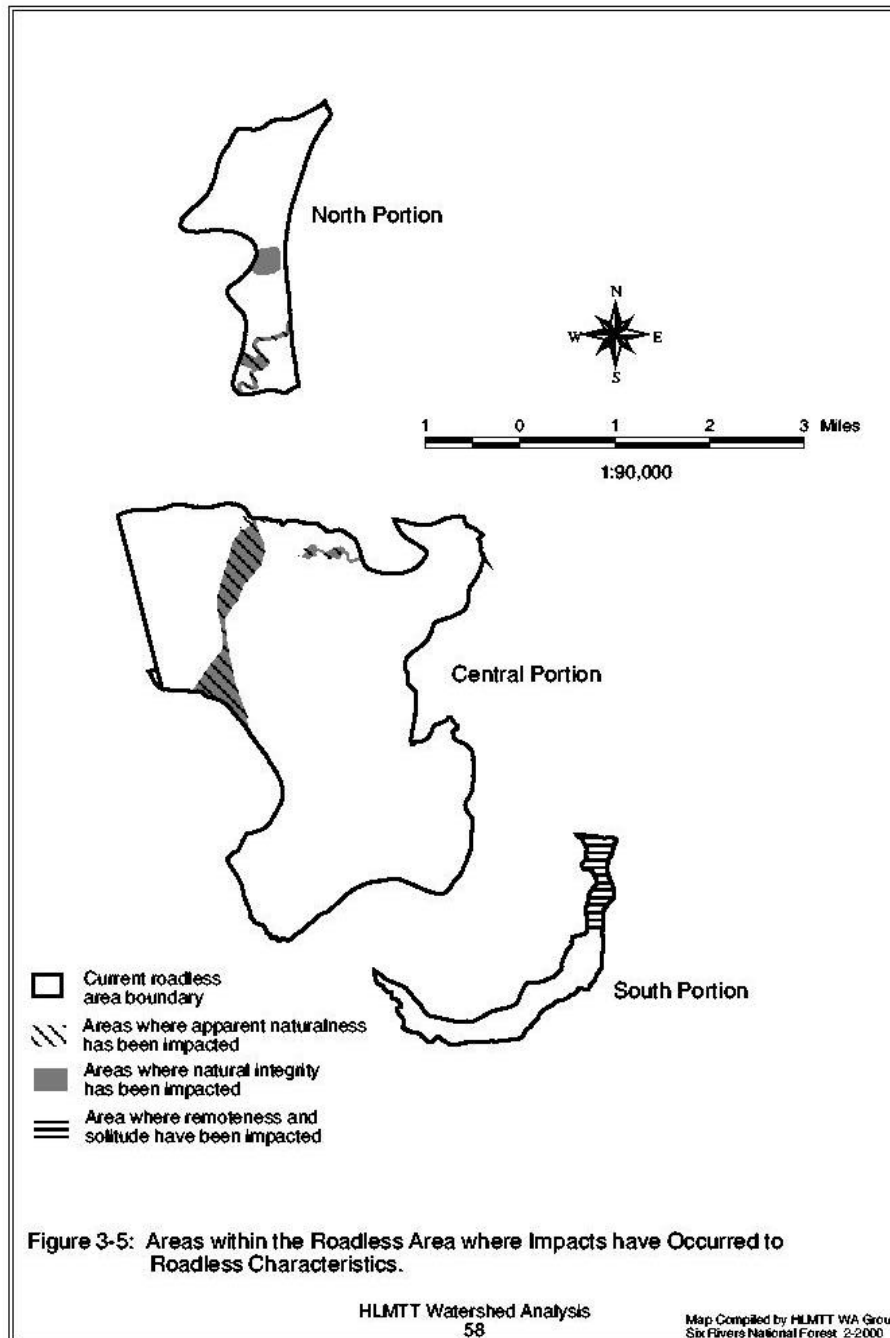 North Portion
N
W E
S
1 0 1 2 3 Miles
1:90,000
Central Portion
South Portion
Current roadless
area boundary
Areas where apparent naturalness
has been impacted
Areas where natural integrity
has been impacted
Area where remoteness and
solitude have been impacted
Figure 3-5: Areas within the Roadless Area where Impacts have Occurred to
Roadless Characteristics.
HLMTT Watershed Analysis
58
Map Compiled by HLMTT WA Grou
Six Rivers National Forest 2-2000